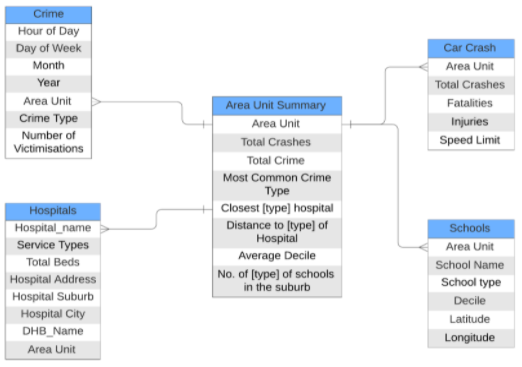 Crime
Hour of Day
Day of Week
Month
Year
Area Unit
Crime Type
Number of
Victimisations
Hospitals
Hospital_name
Service Types
Total Beds
Hospital Address
Hospital Suburb
Hospital City
DHB_Name
Area Unit
Area Unit Summary
Area Unit
Total Crashes
Total Crime
Most Common Crime
Type
Closest [type] hospital
Distance to [type] of
Hospital
Average Decile
No. of [type] of schools
in the suburb
Car Crash
Area Unit
Total Crashes
Fatalities
Injuries
Speed Limit
Schools
Area Unit
School Name
School type
Decile
Latitude
Longitude